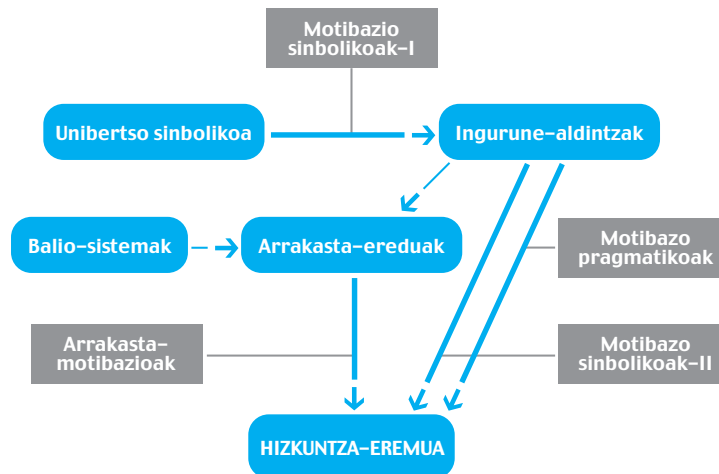 Motibazio
sinbolikoak-I
Unibertso sinbolikoa
Ingurune-aldintzak
Balio-sistemak
Arrakasta-ereduak
Motibazo
pragmatikoak
Arrakasta-
motibazioak
Motibazo
sinbolikoak-II
HIZKUNTZA-EREMUA